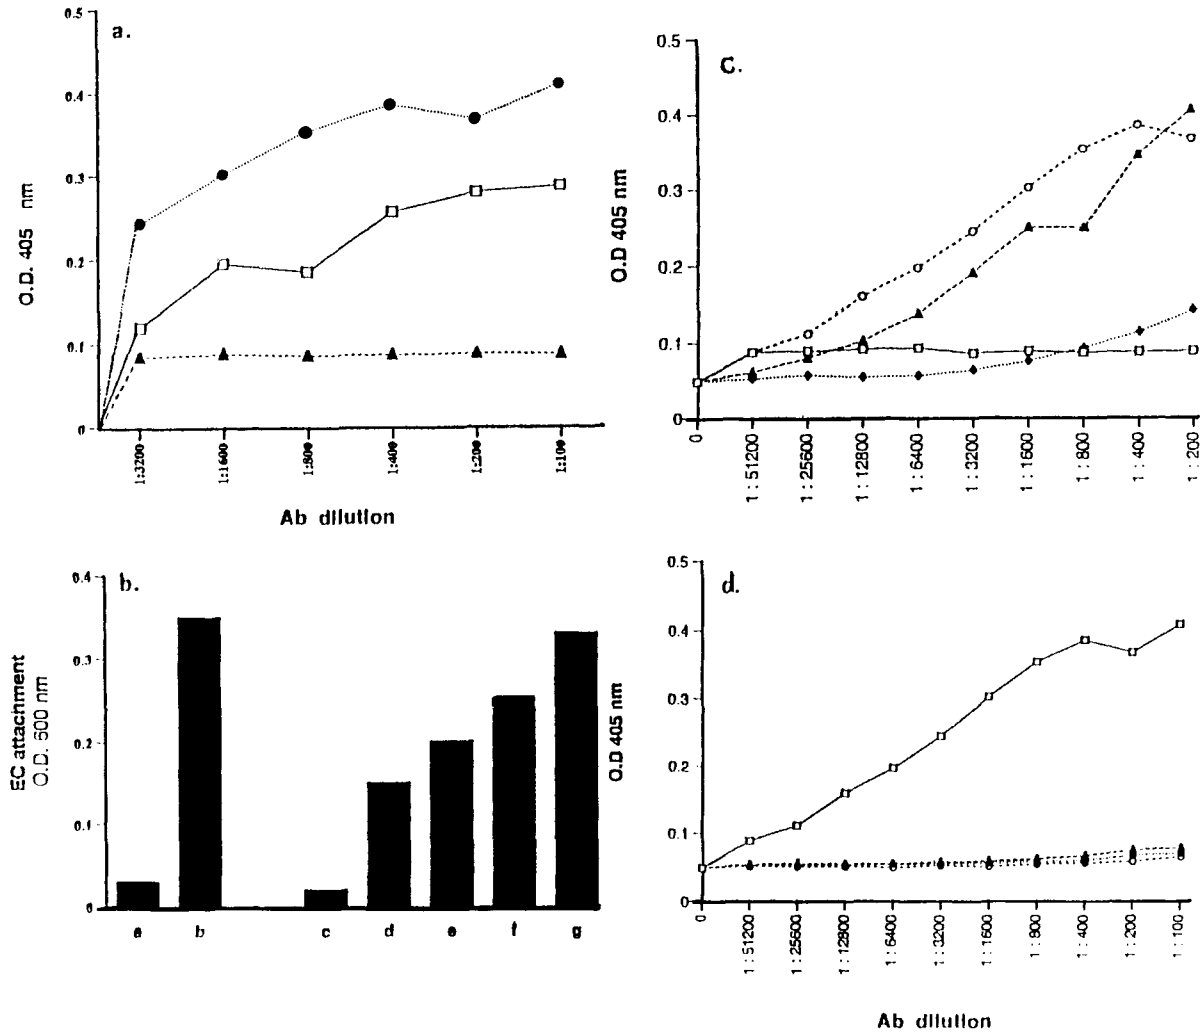 a.
0.5
0.4
0.3
0.2
0.1
0
O.D. 405 nm
1:3200
1:1600
1:800
1:400
1:200
1:100
Ab dilution
C.
0.5
0.4
0.3
0.2
0.1
0
O.D 405 nm
0
1 : 51200
1 : 25600
1 : 12800
1 : 6400
1 : 3200
1 : 1600
1 : 800
1 : 400
1 : 200
b.
0.4
0.3
0.2
0.1
0
EC attachment
O.D. 600 nm
a
b
c
d
e
f
g
d.
0.5
0.4
0.3
0.2
0.1
0
O.D 405 nm
0
1 : 51200
1 : 25600
1 : 12800
1 : 6400
1 : 3200
1 : 1600
1 : 800
1 : 400
1 : 200
1 : 100
Ab dilution